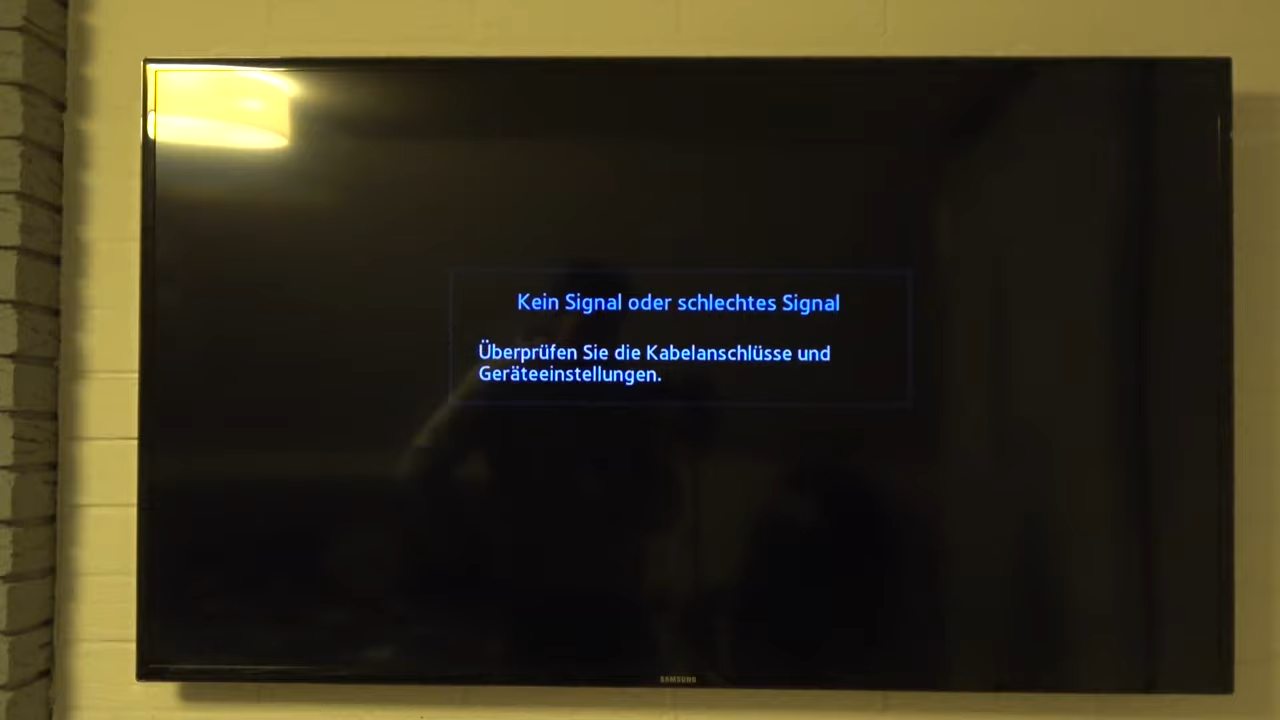 Kein Signal oder schlechtes Signal
Überprüfen Sie die Kabelanschlüsse und
Geräteeinstellungen.
SAMSUNG